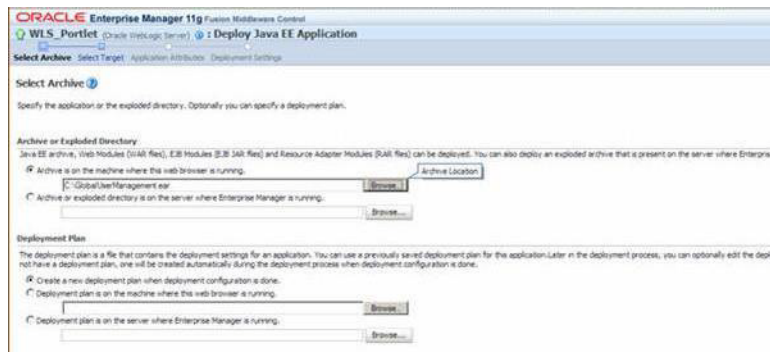 ORACLE Enterprise Manager 11g Fusion Middleware Control
WLS_Portlet (Oracle WebLogic Server) : Deploy Java EE Application
Select Archive Select Target Application Attributes Deployment Settings
Select Archive
Specify the application or the exploded directory. Optionally you can specify a deployment plan.
Archive or Exploded Directory
Java EE archive, Web Modules (WAR files), EJB Modules (EJB JAR files) and Resource Adapter Modules (RAR files) can be deployed. You can also deploy an exploded archive that is present on the server where Enterpris
Archive is on the machine where this web browser is running.
Archive Location
C:\GlobalUserManagement.ear Browse...
Archive or exploded directory is on the server where Enterprise Manager is running.
Browse...
Deployment Plan
The deployment plan is a file that contains the deployment settings for an application. You can use a previously saved deployment plan for this application.Later in the deployment process, you can optionally edit the depl
not have a deployment plan, one will be created automatically during the deployment process when deployment configuration is done.
Create a new deployment plan when deployment configuration is done.
Deployment plan is on the machine where this web browser is running.
Browse...
Deployment plan is on the server where Enterprise Manager is running.
Browse...